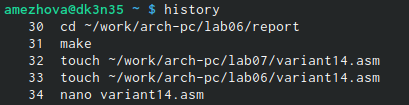 amezhova@dk3n35 ~ $ history
30 cd ~/work/arch-pc/lab06/report
31 make
32 touch ~/work/arch-pc/lab07/variant14.asm
33 touch ~/work/arch-pc/lab06/variant14.asm
34 nano variant14.asm